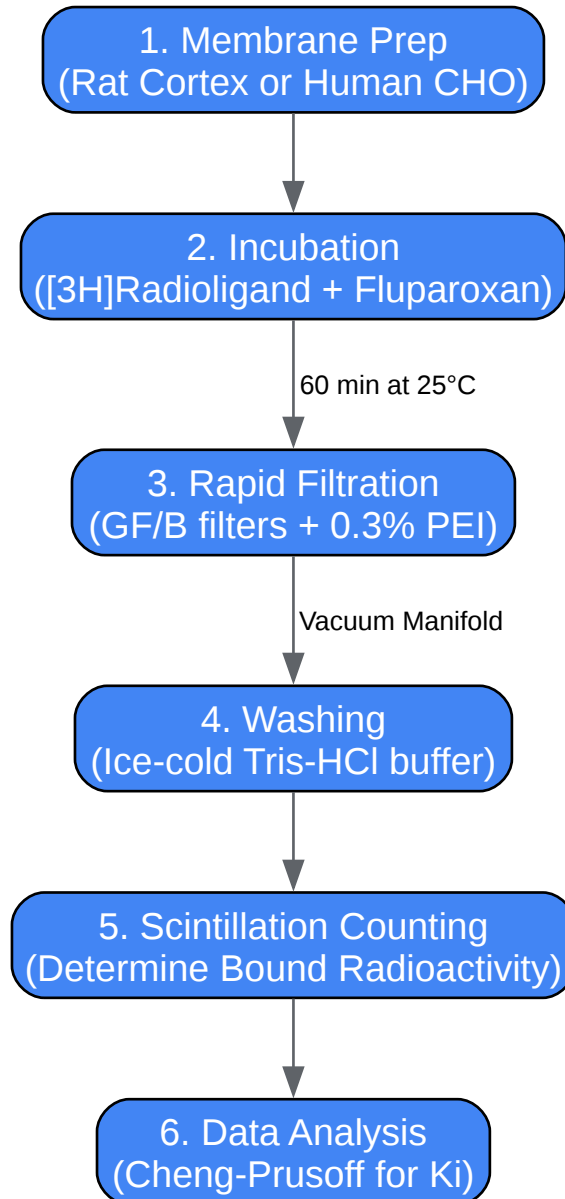 1. Membrane Prep
(Rat Cortex or Human CHO)
2. Incubation
([3H]Radioligand + Fluparoxan)
60 min at 25°C
3. Rapid Filtration
(GF/B filters + 0.3% PEI)
Vacuum Manifold
4. Washing
(Ice-cold Tris-HCl buffer)
5. Scintillation Counting
(Determine Bound Radioactivity)
6. Data Analysis
(Cheng-Prusoff for Ki)